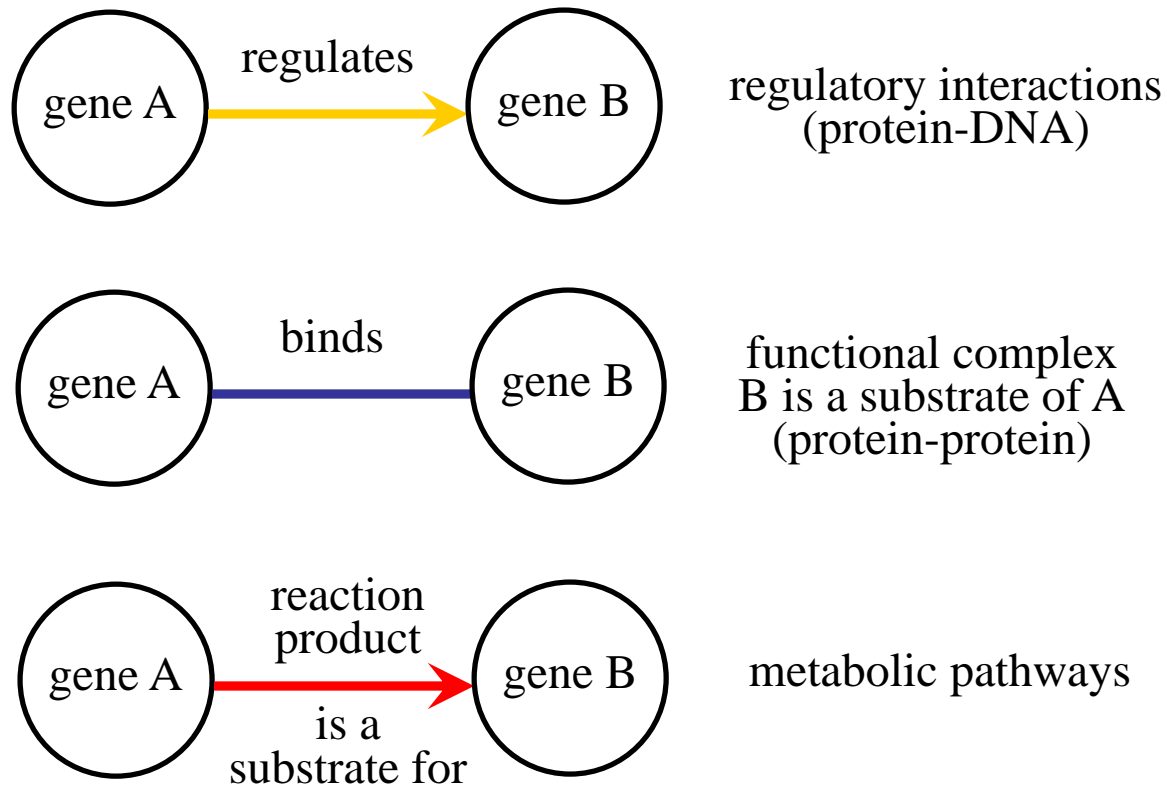 regulates
gene A
gene B
regulatory interactions
(protein-DNA)
binds
gene A
gene B
functional complex
B is a substrate of A
(protein-protein)
reaction
product
gene A
gene B
metabolic pathways
is a
substrate for